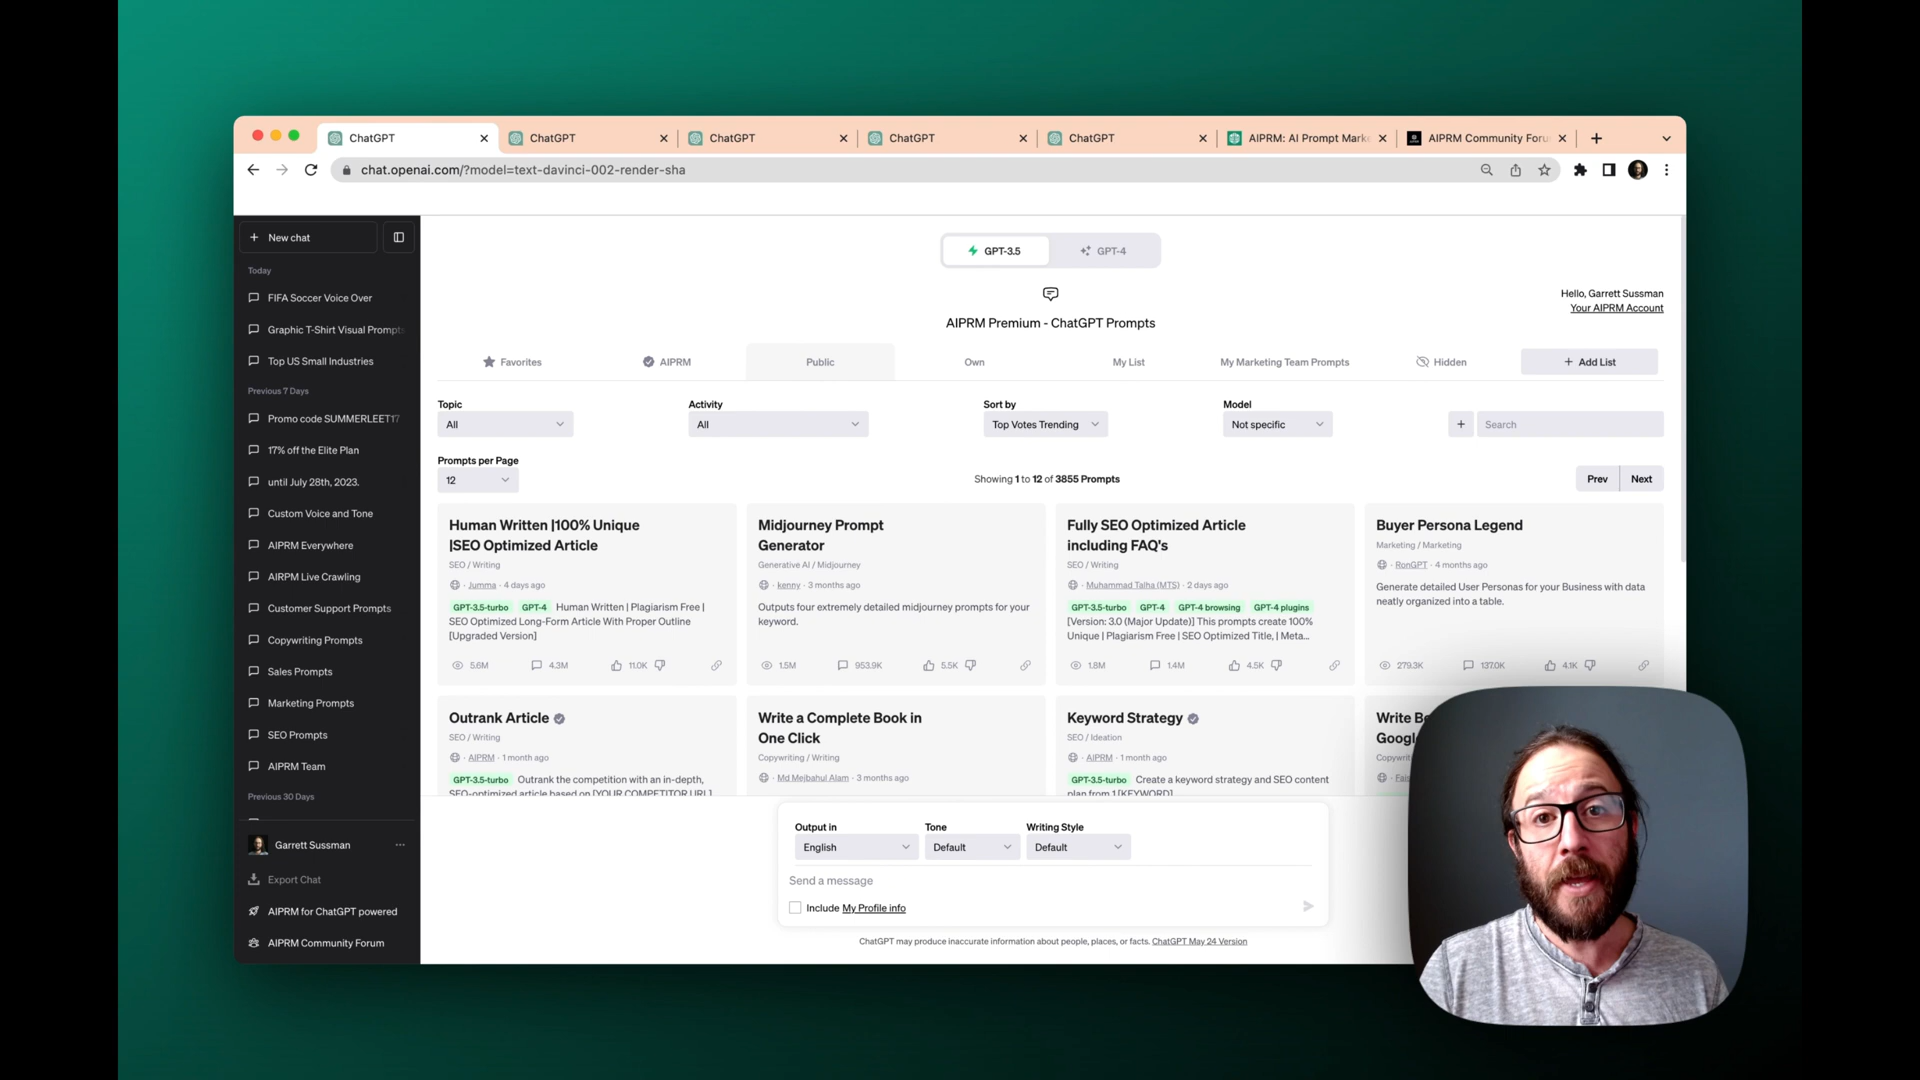 ChatGPT
ChatGPT
ChatGPT
ChatGPT
ChatGPT
AIPRM: AI Prompt Mark
AIPRM Community Foru
chat.openai.com/?model=text-davinci-002-render-sha
New chat
Today
FIFA Soccer Voice Over
Graphic T-Shirt Visual Prompts
Top US Small Industries
Previous 7 Days
Promo code SUMMERLEET17
17% off the Elite Plan
until July 28th, 2023.
Custom Voice and Tone
AIPRM Everywhere
AIRPM Live Crawling
Customer Support Prompts
Copywriting Prompts
Sales Prompts
Marketing Prompts
SEO Prompts
AIPRM Team
Previous 30 Days
Garrett Sussman
Export Chat
AIPRM for ChatGPT powered
AIPRM Community Forum
GPT-3.5
GPT-4
Hello, Garrett Sussman
Your AIPRM Account
AIPRM Premium - ChatGPT Prompts
Favorites
AIPRM
Public
Own
My List
My Marketing Team Prompts
Hidden
+ Add List
Topic
All
Activity
All
Sort by
Top Votes Trending
Model
Not specific
+
Search
Prompts per Page
12
Showing 1 to 12 of 3855 Prompts
Prev
Next
Human Written |100% Unique
|SEO Optimized Article
SEO / Writing
· Jumma · 4 days ago
GPT-3.5-turbo GPT-4 Human Written | Plagiarism Free |
SEO Optimized Long-Form Article With Proper Outline
[Upgraded Version]
5.6M
4.3M
11.0K
Midjourney Prompt
Generator
Generative AI / Midjourney
· kenny · 3 months ago
Outputs four extremely detailed midjourney prompts for your
keyword.
1.5M
953.9K
5.5K
Fully SEO Optimized Article
including FAQ's
SEO / Writing
· Muhammad Talha (MTS) · 2 days ago
GPT-3.5-turbo GPT-4 GPT-4 browsing GPT-4 plugins
[Version: 3.0 (Major Update)] This prompts create 100%
Unique | Plagiarism Free | SEO Optimized Title, | Meta...
1.8M
1.4M
4.5K
Buyer Persona Legend
Marketing / Marketing
· RonGPT · 4 months ago
Generate detailed User Personas for your Business with data
neatly organized into a table.
279.3K
137.0K
4.1K
Outrank Article
SEO / Writing
· AIPRM · 1 month ago
GPT-3.5-turbo Outrank the competition with an in-depth,
SEO-optimized article based on [YOUR COMPETITOR URL]
Write a Complete Book in
One Click
Copywriting / Writing
· Md Mejbahul Alam · 3 months ago
Keyword Strategy
SEO / Ideation
· AIPRM · 1 month ago
GPT-3.5-turbo Create a keyword strategy and SEO content
plan from 1 [KEYWORD]
Write Be
Googl
Copywrit
· Fais
Output in
English
Tone
Default
Writing Style
Default
Send a message
Include My Profile info
ChatGPT may produce inaccurate information about people, places, or facts. ChatGPT May 24 Version